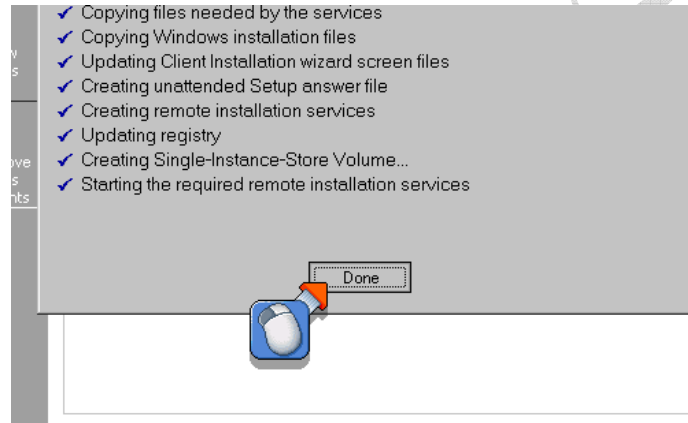 Copying files needed by the services
Copying Windows installation files
Updating Client Installation wizard screen files
Creating unattended Setup answer file
Creating remote installation services
Updating registry
Creating Single-Instance-Store Volume...
Starting the required remote installation services
Done